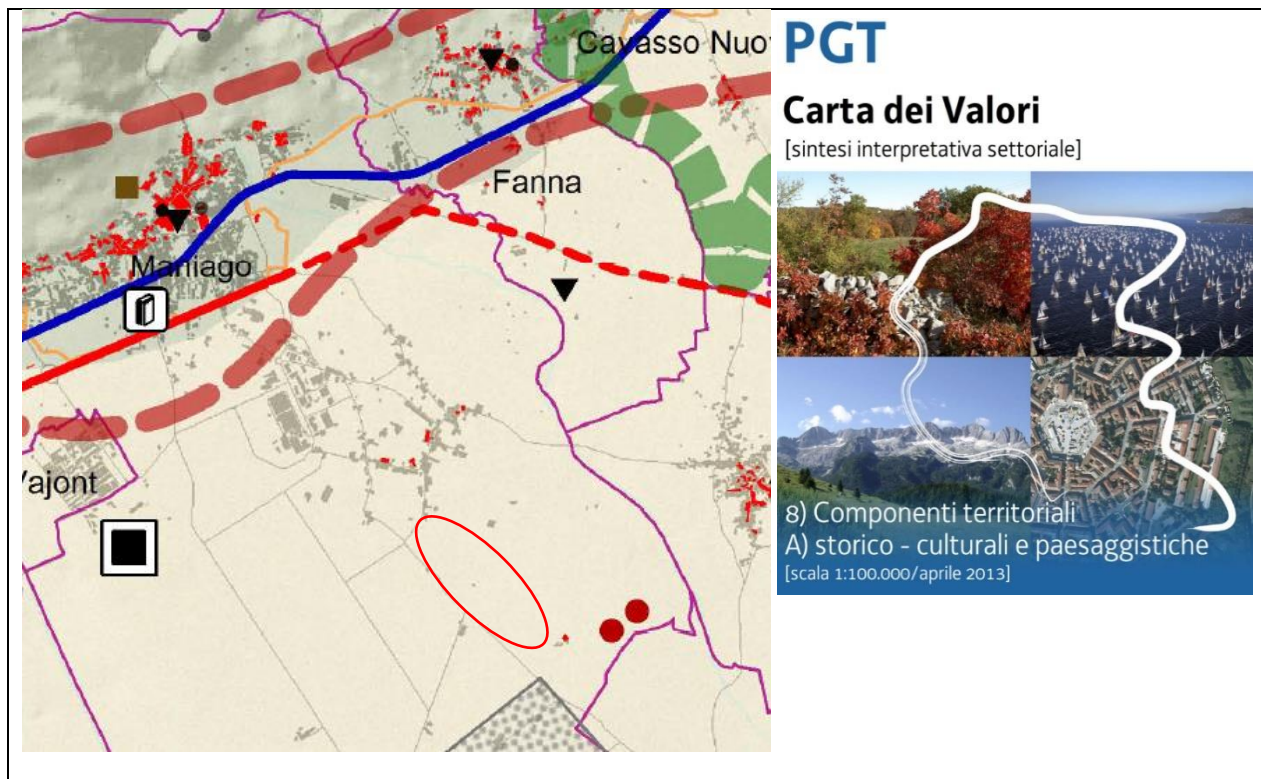 Cavasso Nuo
Fanna
Maniago
Vajont
PGT
Carta dei Valori
[sintesi interpretativa settoriale]
8) Componenti territoriali
A) storico - culturali e paesaggistiche
[scala 1:100.000/aprile 2013]